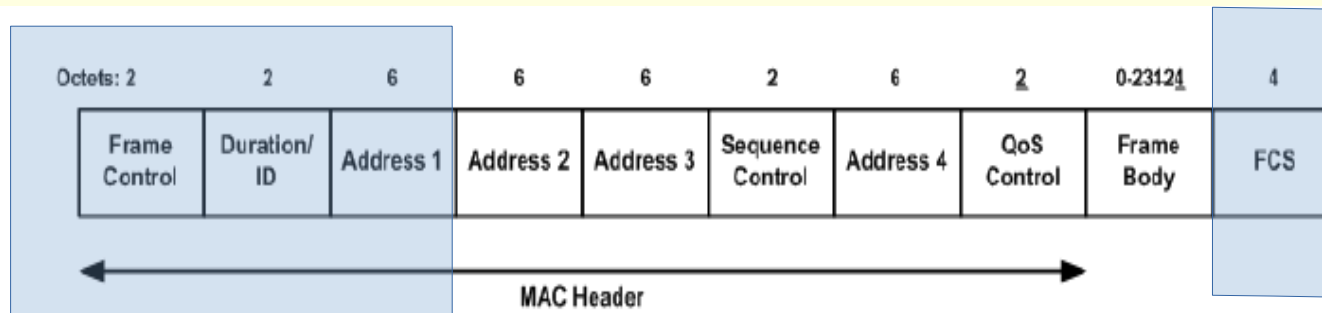 Octets: 2 2 6 6 6 2 6 2 0-23124
Frame Control Duration/ ID Address 1 Address 2 Address 3 Sequence Control Address 4 QoS Control Frame Body FCS
MAC Header